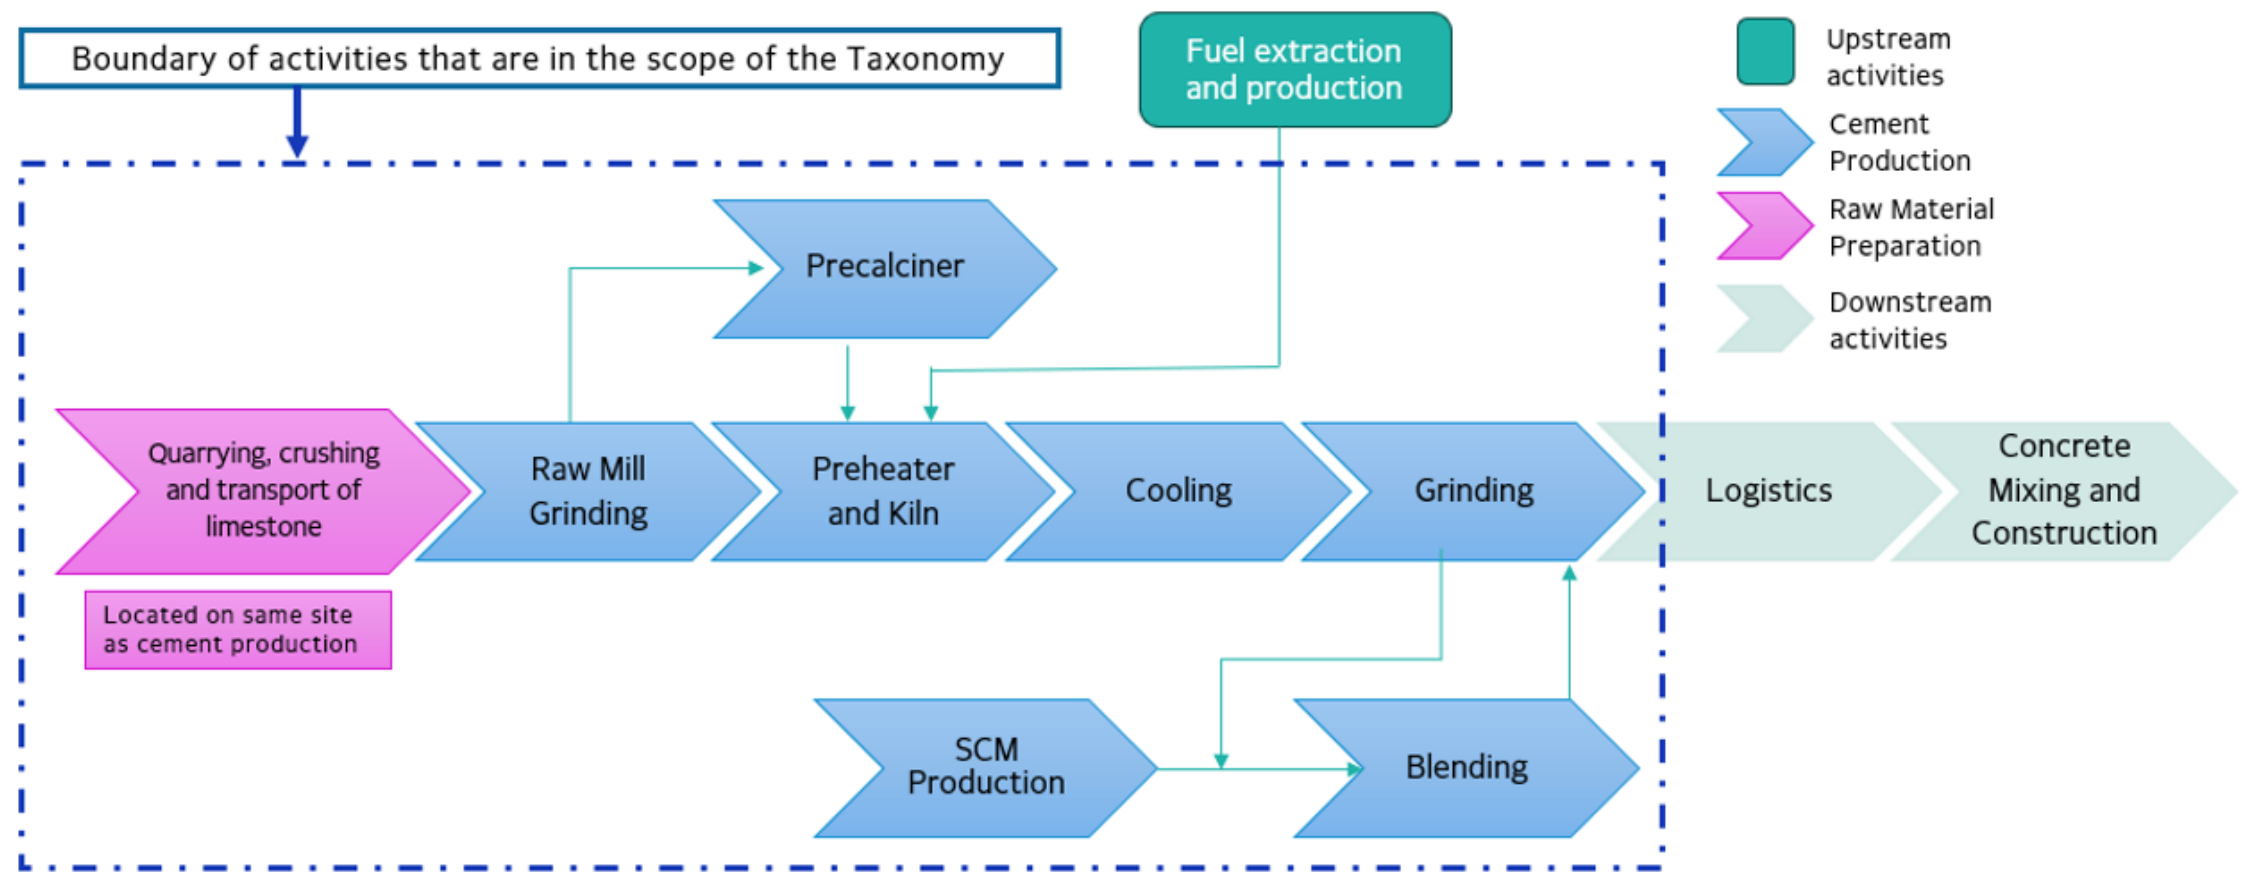 Boundary of activities that are in the scope of the Taxonomy
Fuel extraction
and production
Upstream
activities
Cement
Production
Raw Material
Preparation
Downstream
activities
Precalciner
Quarrying, crushing
and transport of
limestone
Raw Mill
Grinding
Preheater
and Kiln
Cooling
Grinding
Logistics
Concrete
Mixing and
Construction
Located on same site
as cement production
SCM
Production
Blending